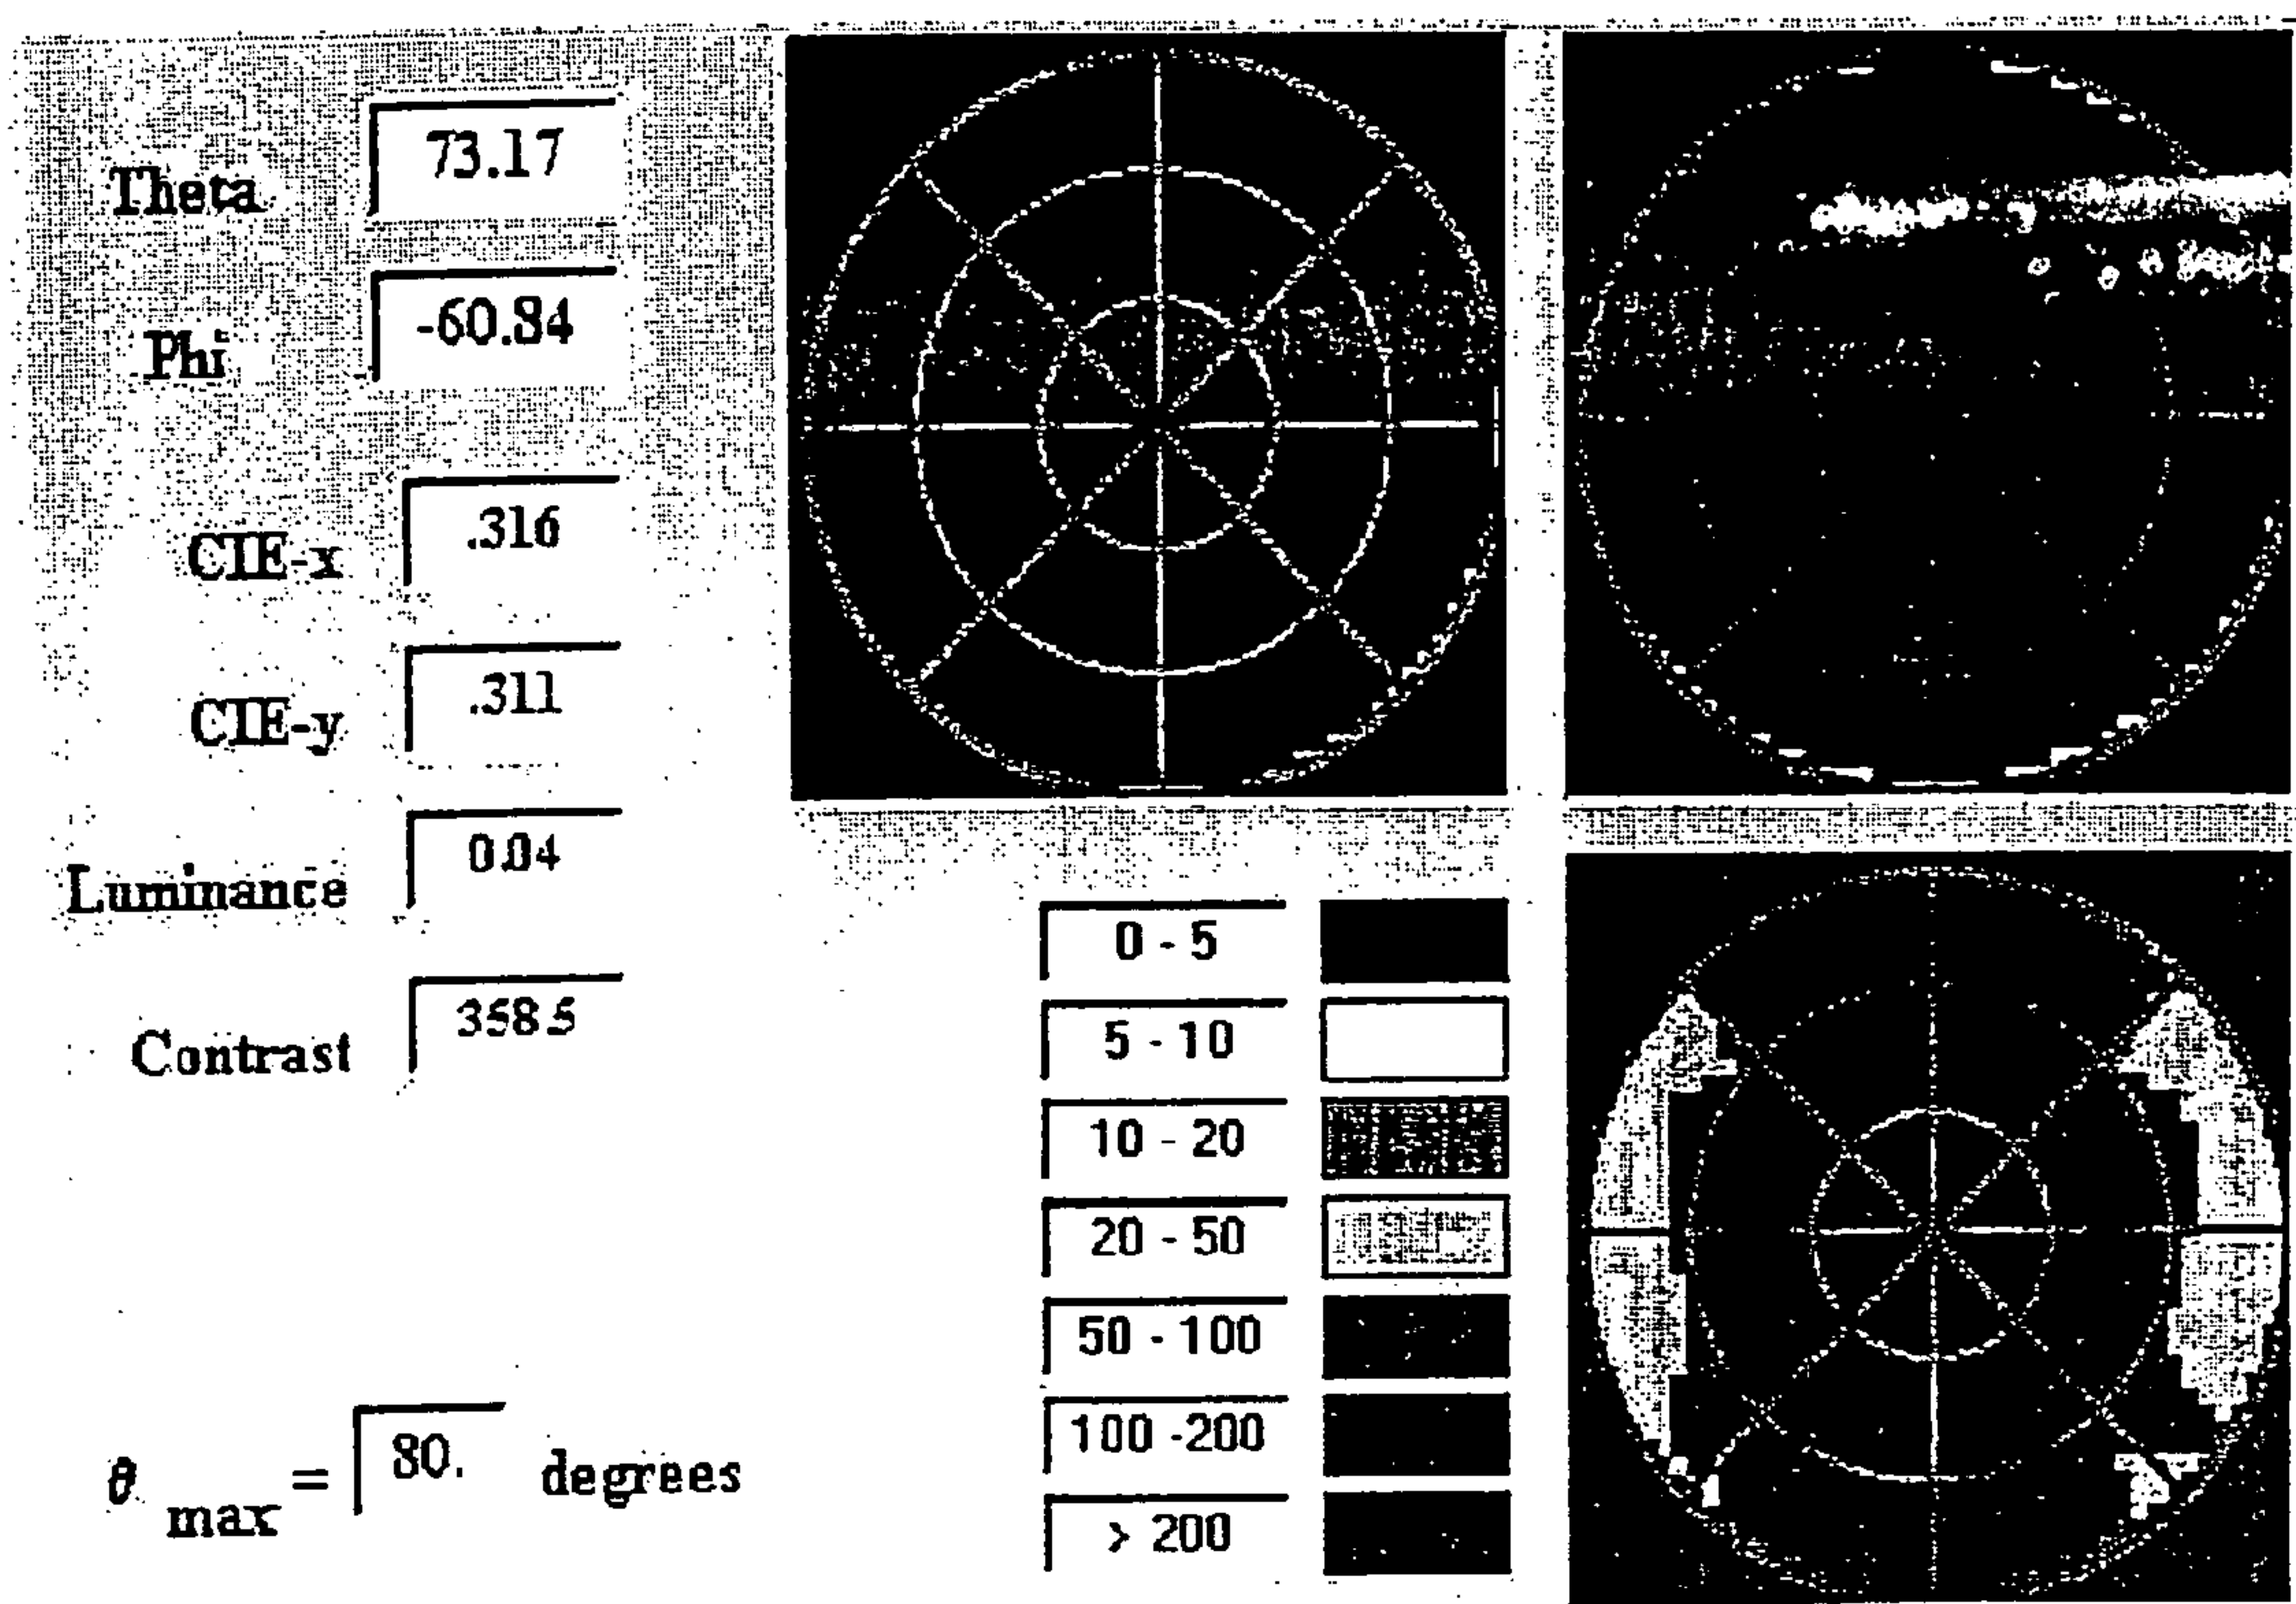 Theta 73.17
Phi -60.84
CIE-x .316
CIE-y .311
Luminance 0.04
Contrast 358.5
θ max = 80. degrees
0 - 5
5 - 10
10 - 20
20 - 50
50 - 100
100 -200
> 200